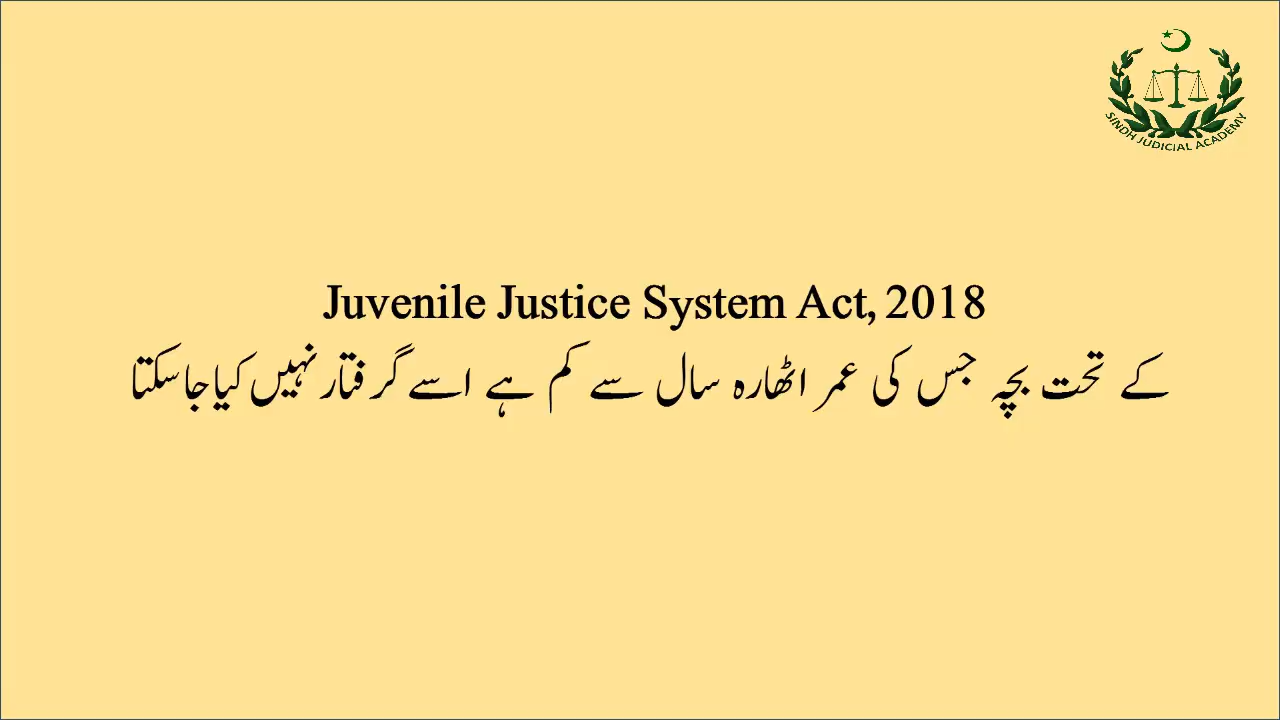 SINDH JUDICIAL ACADEMY
Juvenile Justice System Act, 2018
کے تحت بچہ جس کی عمر اٹھارہ سال سے کم ہے اسے گرفتار نہیں کیا جاسکتا